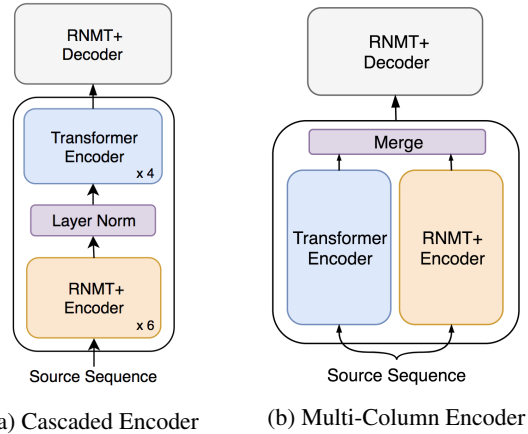 RNMT+
Decoder
Transformer
Encoder
x 4
Layer Norm
RNMT+
Encoder
x 6
Source Sequence
a) Cascaded Encoder
RNMT+
Decoder
Merge
Transformer
Encoder
RNMT+
Encoder
Source Sequence
(b) Multi-Column Encoder